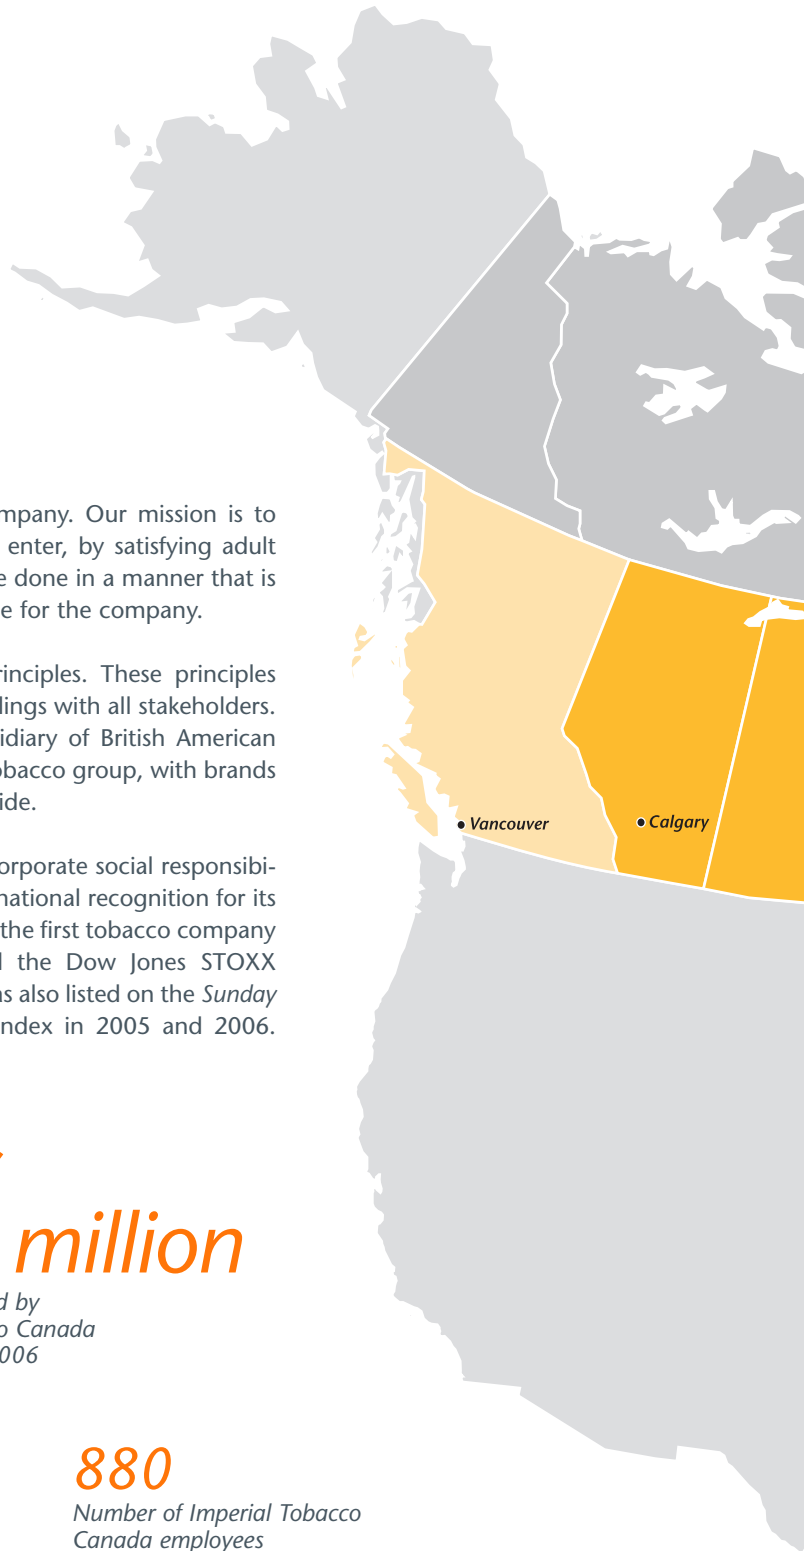 mpany. Our mission is to
enter, by satisfying adult
e done in a manner that is
e for the company.
rinciples. These principles
lings with all stakeholders.
idiary of British American
obacco group, with brands
ide.
orporate social responsibi-
national recognition for its
the first tobacco company
the Dow Jones STOXX
as also listed on the Sunday
ndex in 2005 and 2006.
Vancouver
Calgary
million
d by
o Canada
006
880
Number of Imperial Tobacco
Canada employees